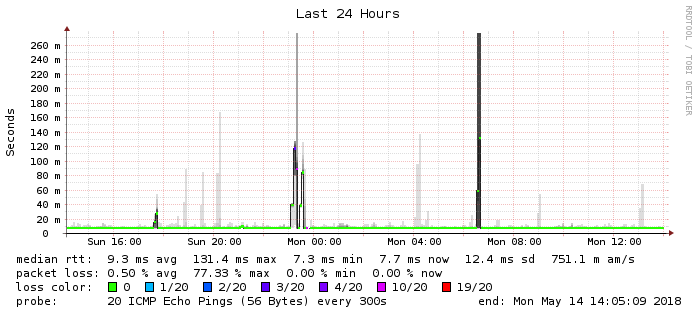 Last 24 Hours
RRDTOOL / TOBI OETIKER
Seconds
260 m
240 m
220 m
200 m
180 m
160 m
140 m
120 m
100 m
80 m
60 m
40 m
20 m
0
Sun 16:00 Sun 20:00 Mon 00:00 Mon 04:00 Mon 08:00 Mon 12:00
median rtt: 9.3 ms avg 131.4 ms max 7.3 ms min 7.7 ms now 12.4 ms sd 751.1 m am/s
packet loss: 0.50 % avg 77.33 % max 0.00 % min 0.00 % now
loss color: 0 1/20 2/20 3/20 4/20 10/20 19/20
probe: 20 ICMP Echo Pings (56 Bytes) every 300s end: Mon May 14 14:05:09 2018